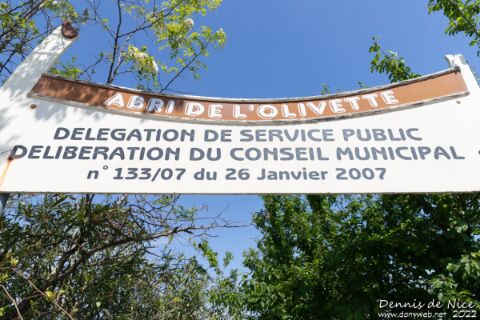 ABRI DE L'OLIVETTE
DELEGATION DE SERVICE PUBLIC
DELIBERATION DU CONSEIL MUNICIPAL
n° 133/07 du 26 Janvier 2007
Dennis de Nice
www.donyweb.net 2022